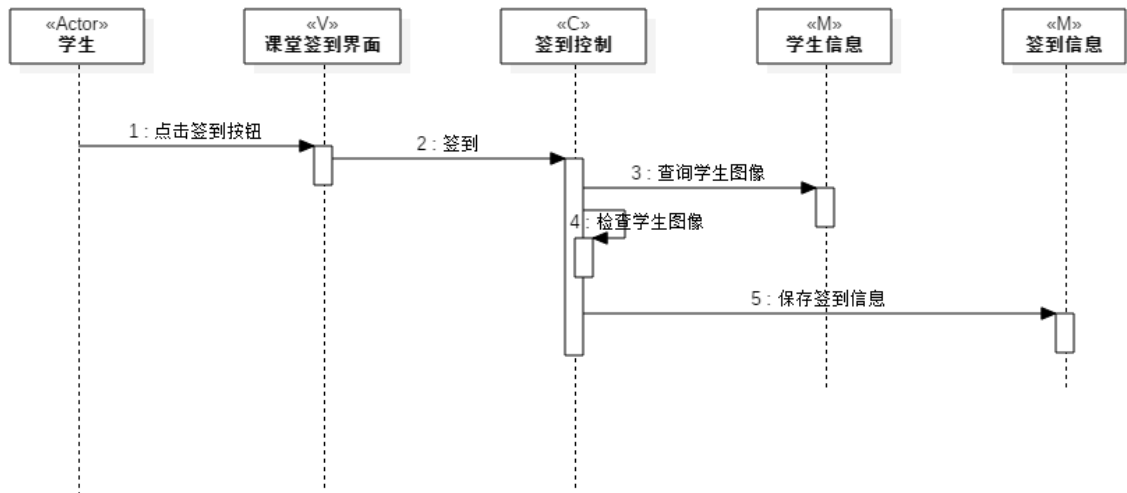 «Actor»
学生
«V»
课堂签到界面
«C»
签到控制
«M»
学生信息
«M»
签到信息
1 : 点击签到按钮
2 : 签到
3 : 查询学生图像
4 : 检查学生图像
5 : 保存签到信息